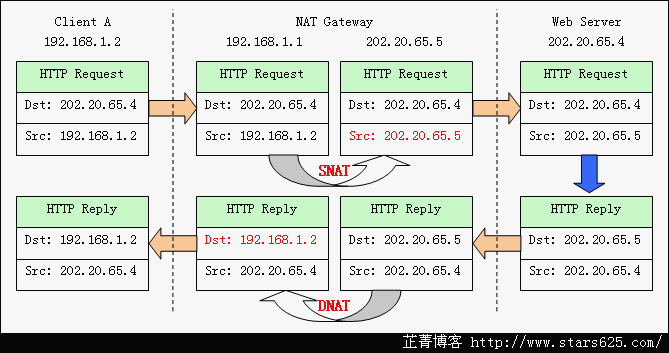 Client A NAT Gateway Web Server
192.168.1.2 192.168.1.1 202.20.65.5 202.20.65.4
HTTP Request HTTP Request HTTP Request HTTP Request
Dst: 202.20.65.4 Dst: 202.20.65.4 Dst: 202.20.65.4 Dst: 202.20.65.4
Src: 192.168.1.2 Src: 192.168.1.2 Src: 202.20.65.5 Src: 202.20.65.5
SNAT
HTTP Reply HTTP Reply HTTP Reply HTTP Reply
Dst: 192.168.1.2 Dst: 192.168.1.2 Dst: 202.20.65.5 Dst: 202.20.65.5
Src: 202.20.65.4 Src: 202.20.65.4 Src: 202.20.65.4 Src: 202.20.65.4
DNAT
芷菁博客 http://www.stars625.com/